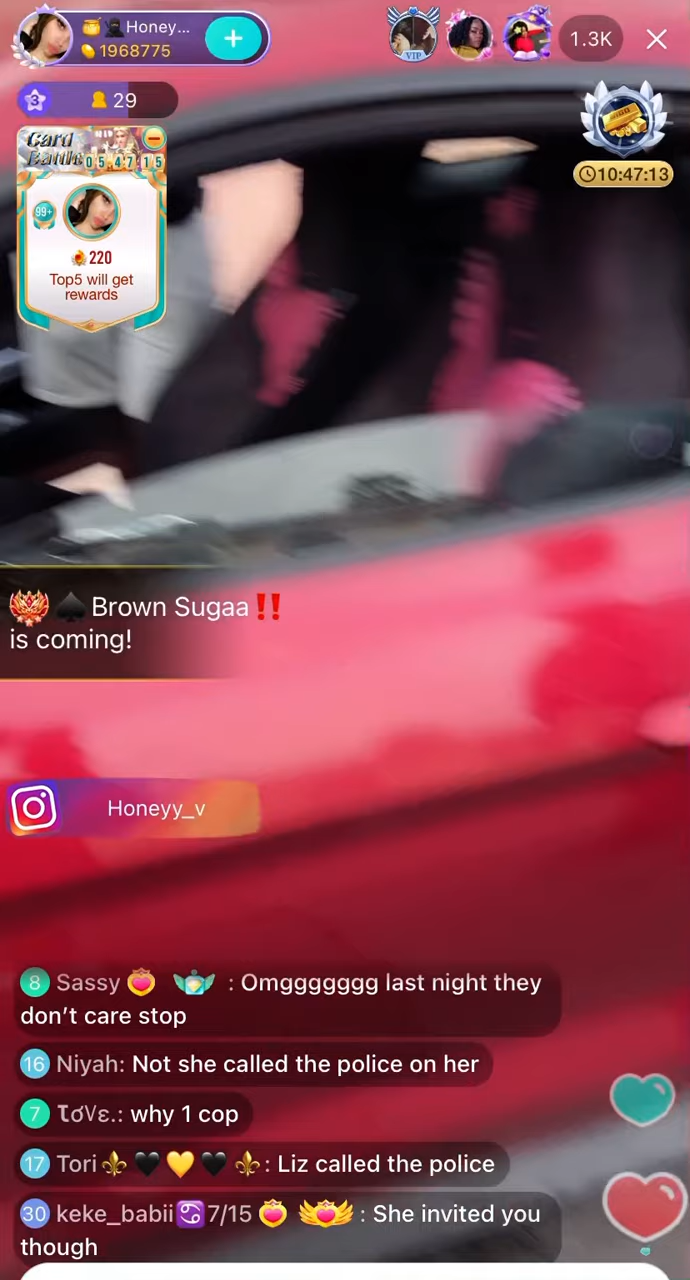 Honey...
1968775
VIP
1.3K
3
29
Card
Battle 05:47:15
10:47:13
99+
220
Top5 will get
rewards
Brown Sugaa‼️
is coming!
Honeyy_v
8 Sassy : Omggggggg last night they
don't care stop
16 Niyah: Not she called the police on her
7 ꚍσVε.: why 1 cop
17 Tori⚜️🖤💛🖤⚜️: Liz called the police
30 keke_babii♋7/15 : She invited you
though